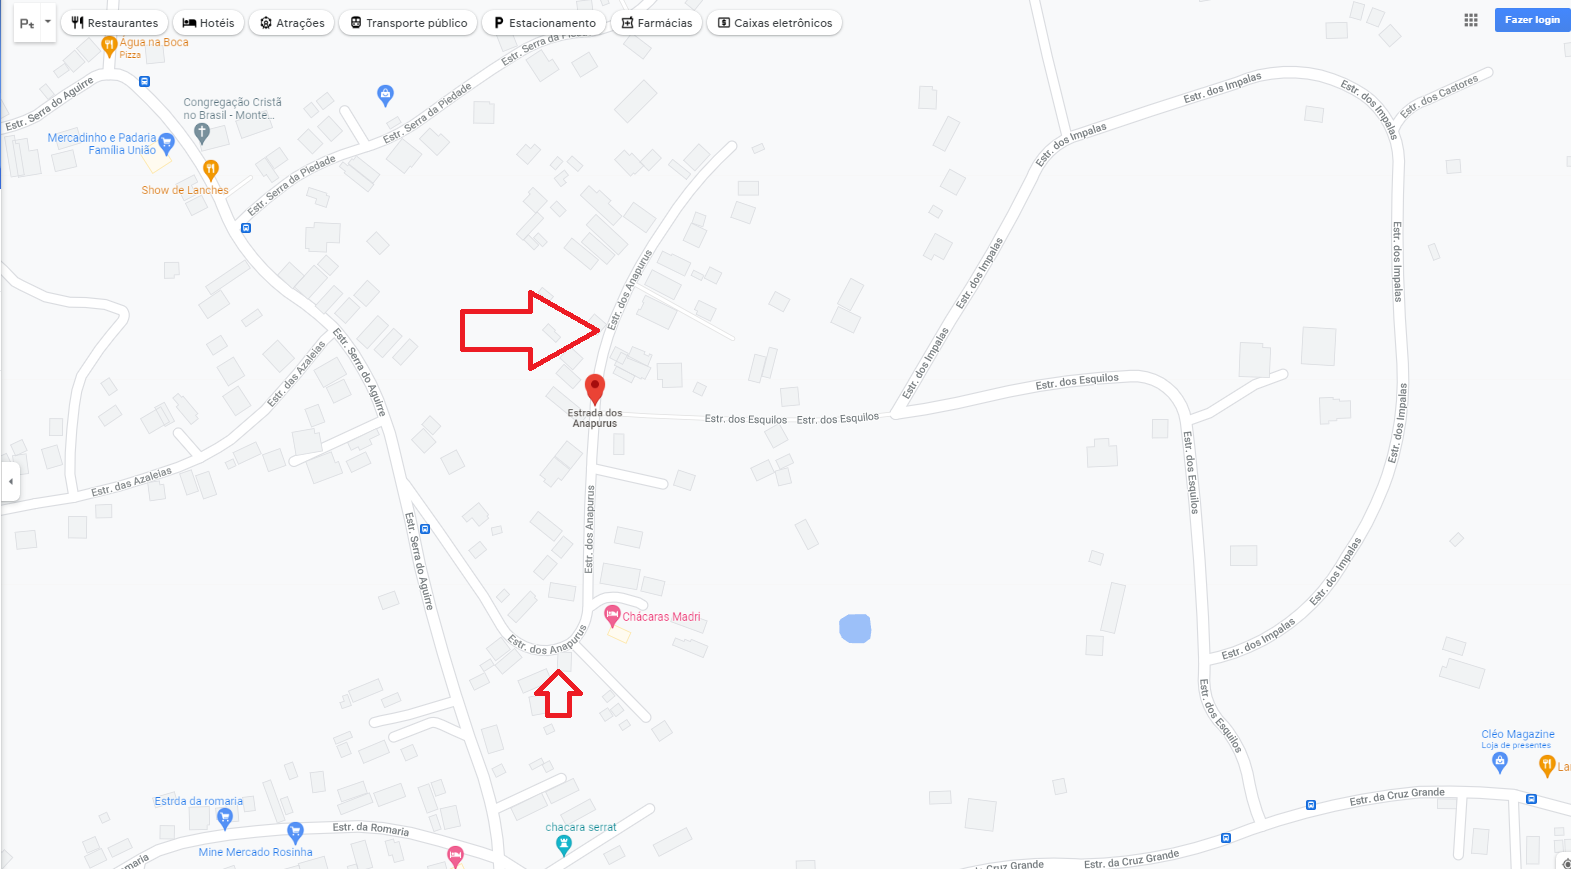 Restaurantes
Hotéis
Atrações
Transporte público
Estacionamento
Farmácias
Caixas eletrônicos
Fazer login
Água na Boca
Pizza
Estr. Serra da Piedade
Estr. Serra do Aguirre
Congregação Cristã
no Brasil - Monte...
Estr. Serra da Piedade
Mercadinho e Padaria
Família União
Show de Lanches
Estr. Serra da Piedade
Estr. dos Impalas
Estr. dos Impalas
Estr. dos Impalas
Estr. dos Castores
Estr. dos Anapurus
Estr. dos Impalas
Estr. dos Impalas
Estr. dos Impalas
Estr. Serra do Aguirre
Estr. das Azaleias
Estrada dos
Anapurus
Estr. dos Esquilos
Estr. dos Esquilos
Estr. dos Esquilos
Estr. dos Impalas
Estr. das Azaleias
Estr. dos Esquilos
Estr. dos Anapurus
Estr. Serra do Aguirre
Estr. dos Impalas
Chácaras Madri
Estr. dos Anapurus
Estr. dos Impalas
Estr. dos Esquilos
Cléo Magazine
Loja de presentes
Estrda da romaria
Estr. da Romaria
Mine Mercado Rosinha
chacara serrat
Estr. da Cruz Grande
Estr. da Cruz Grande
Cruz Grande